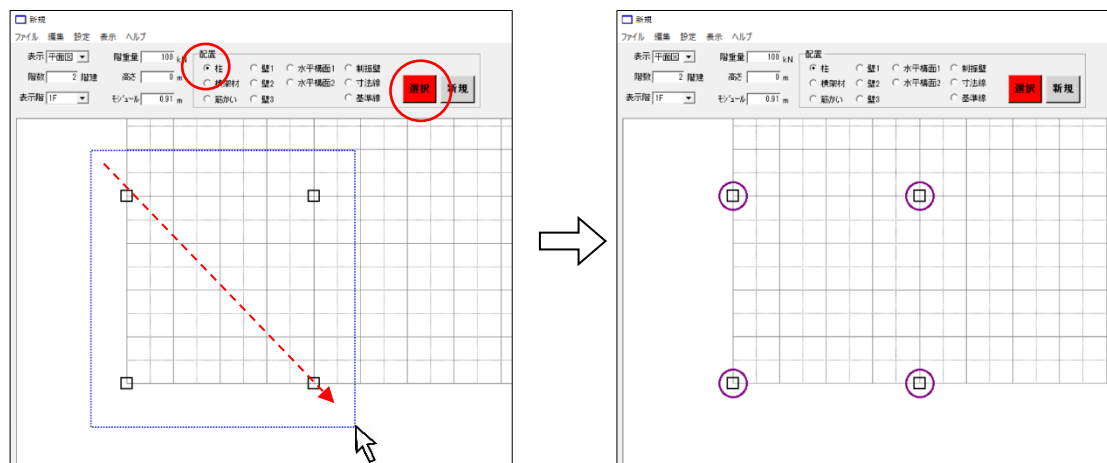 新規
ファイル 編集 設定 表示 ヘルプ
表示 平面図 階重量 100 kN 配置
柱 壁1 水平構面1 制振壁
階数 2 階建 高さ 0 m 横架材 壁2 水平構面2 寸法線
表示階 1F モジュール 0.91 m 筋かい 壁3 基準線
選択 新規
新規
ファイル 編集 設定 表示 ヘルプ
表示 平面図 階重量 100 kN 配置
柱 壁1 水平構面1 制振壁
階数 2 階建 高さ 0 m 横架材 壁2 水平構面2 寸法線
表示階 1F モジュール 0.91 m 筋かい 壁3 基準線
選択 新規